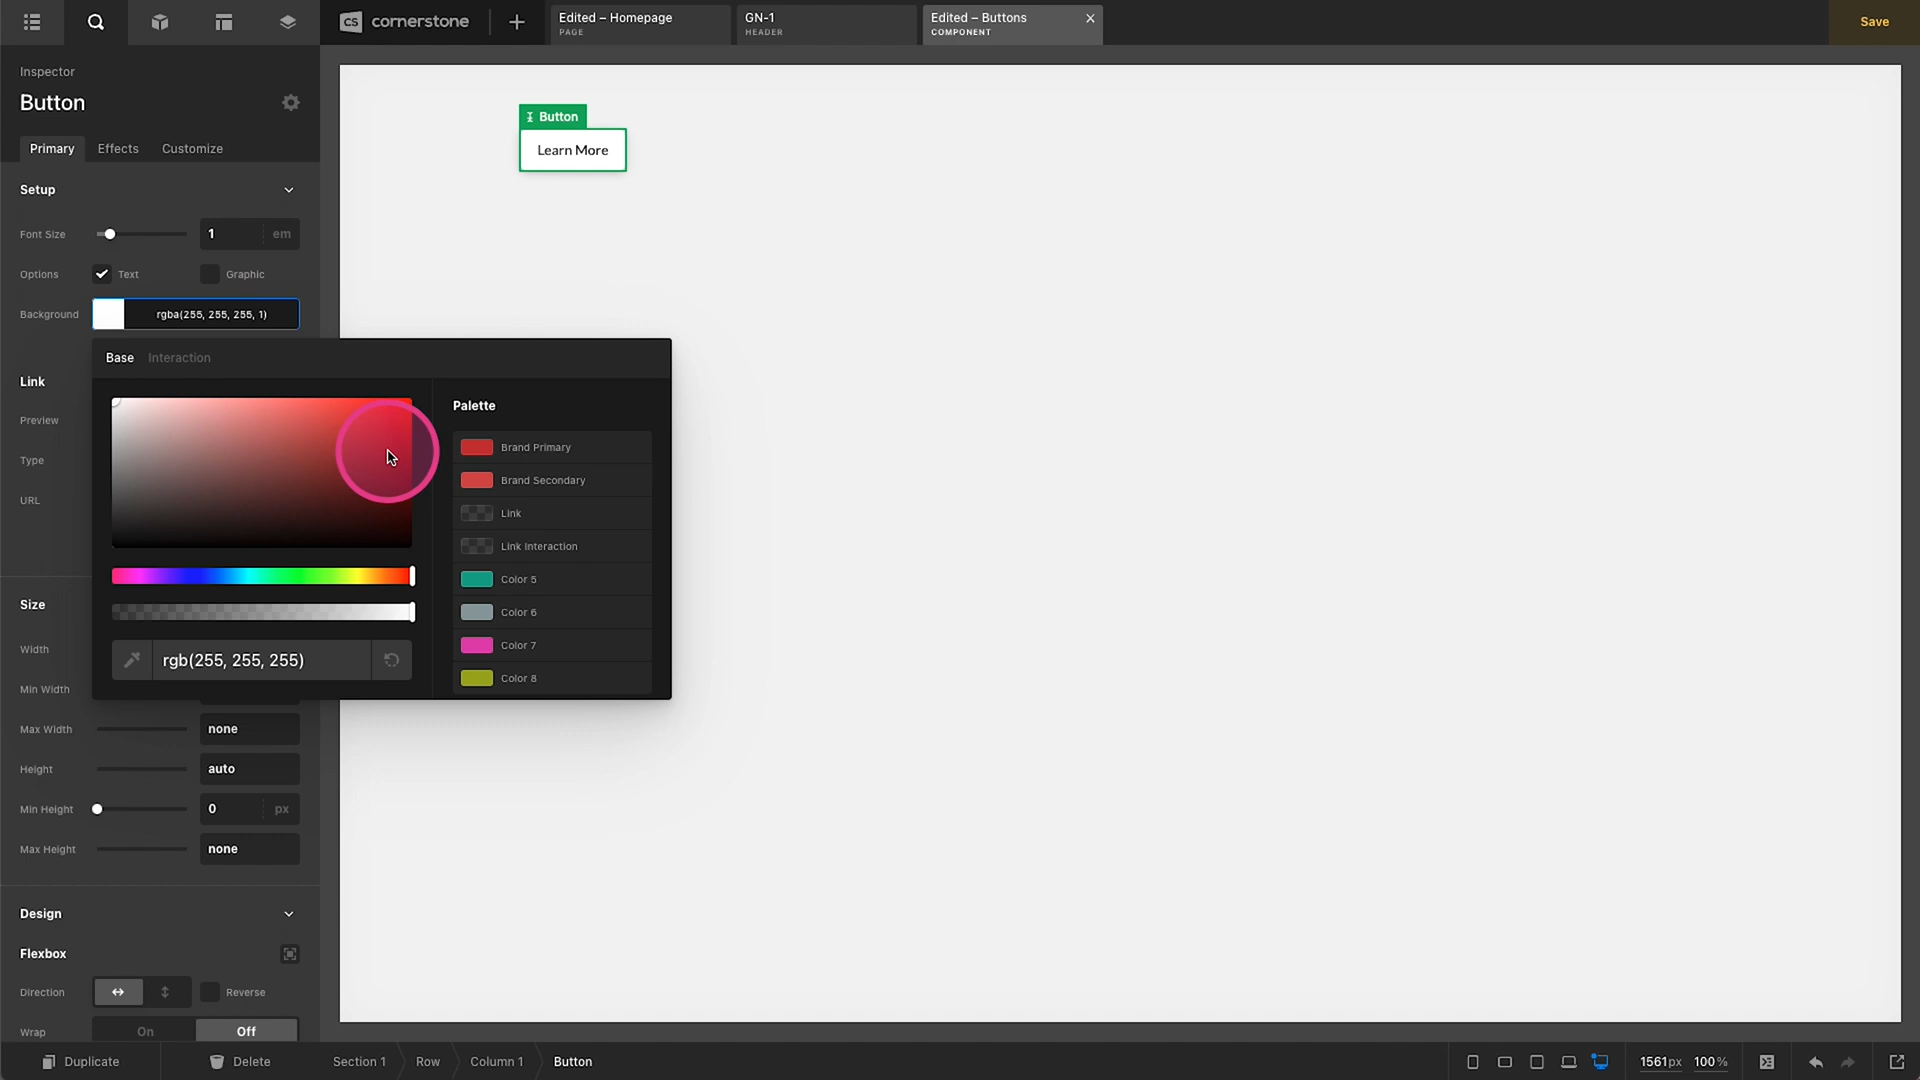 CS cornerstone
Edited – Homepage
PAGE
GN-1
HEADER
Edited – Buttons
COMPONENT
Save
Inspector
Button
Primary Effects Customize
Setup
Font Size 1 em
Options Text Graphic
Background rgba(255, 255, 255, 1)
Base Interaction
Link
Preview
Type
URL
Palette
Brand Primary
Brand Secondary
Link
Link Interaction
Color 5
Color 6
Color 7
Color 8
rgb(255, 255, 255)
Size
Width
Min Width
Max Width none
Height auto
Min Height 0 px
Max Height none
Design
Flexbox
Direction Reverse
Wrap On Off
Duplicate Delete
Section 1 Row Column 1 Button
1561px 100%
Button
Learn More